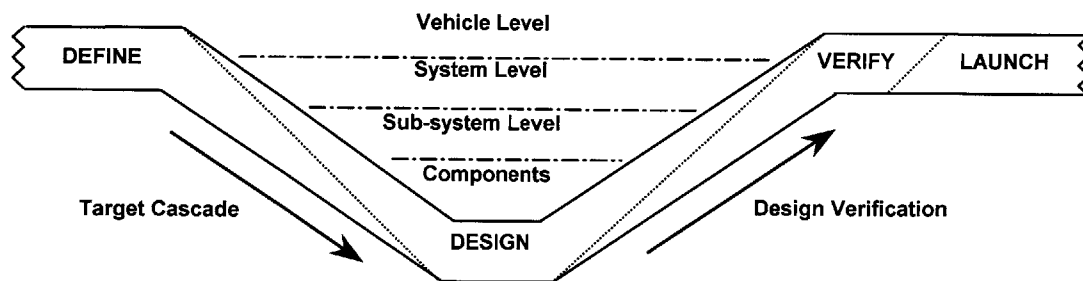 Vehicle Level
DEFINE
System Level
VERIFY
LAUNCH
Sub-system Level
Components
Target Cascade
Design Verification
DESIGN